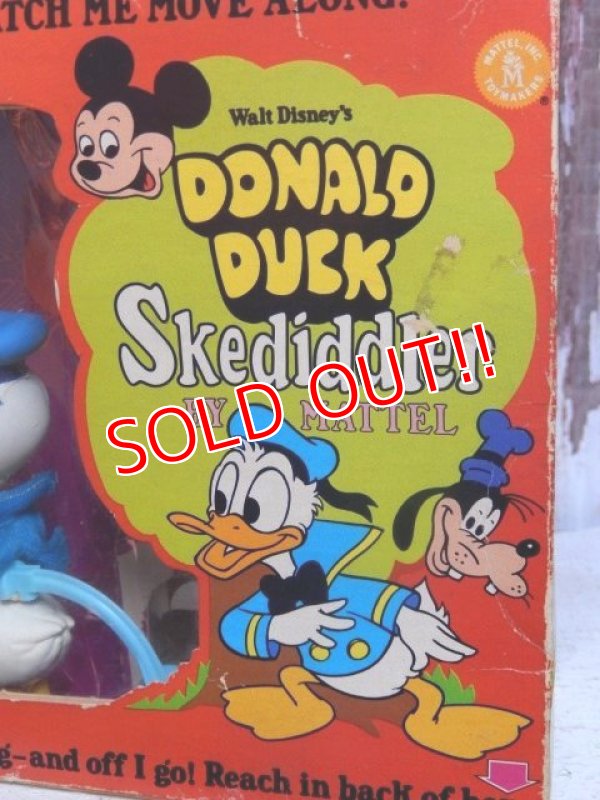 TCH ME MOVE ALONG!
MATTEL, INC.
M
TOYMAKERS
®
Walt Disney's
DONALD
DUCK
Skediddler
BY MATTEL
SOLD OUT!!
g—and off I go! Reach in back of